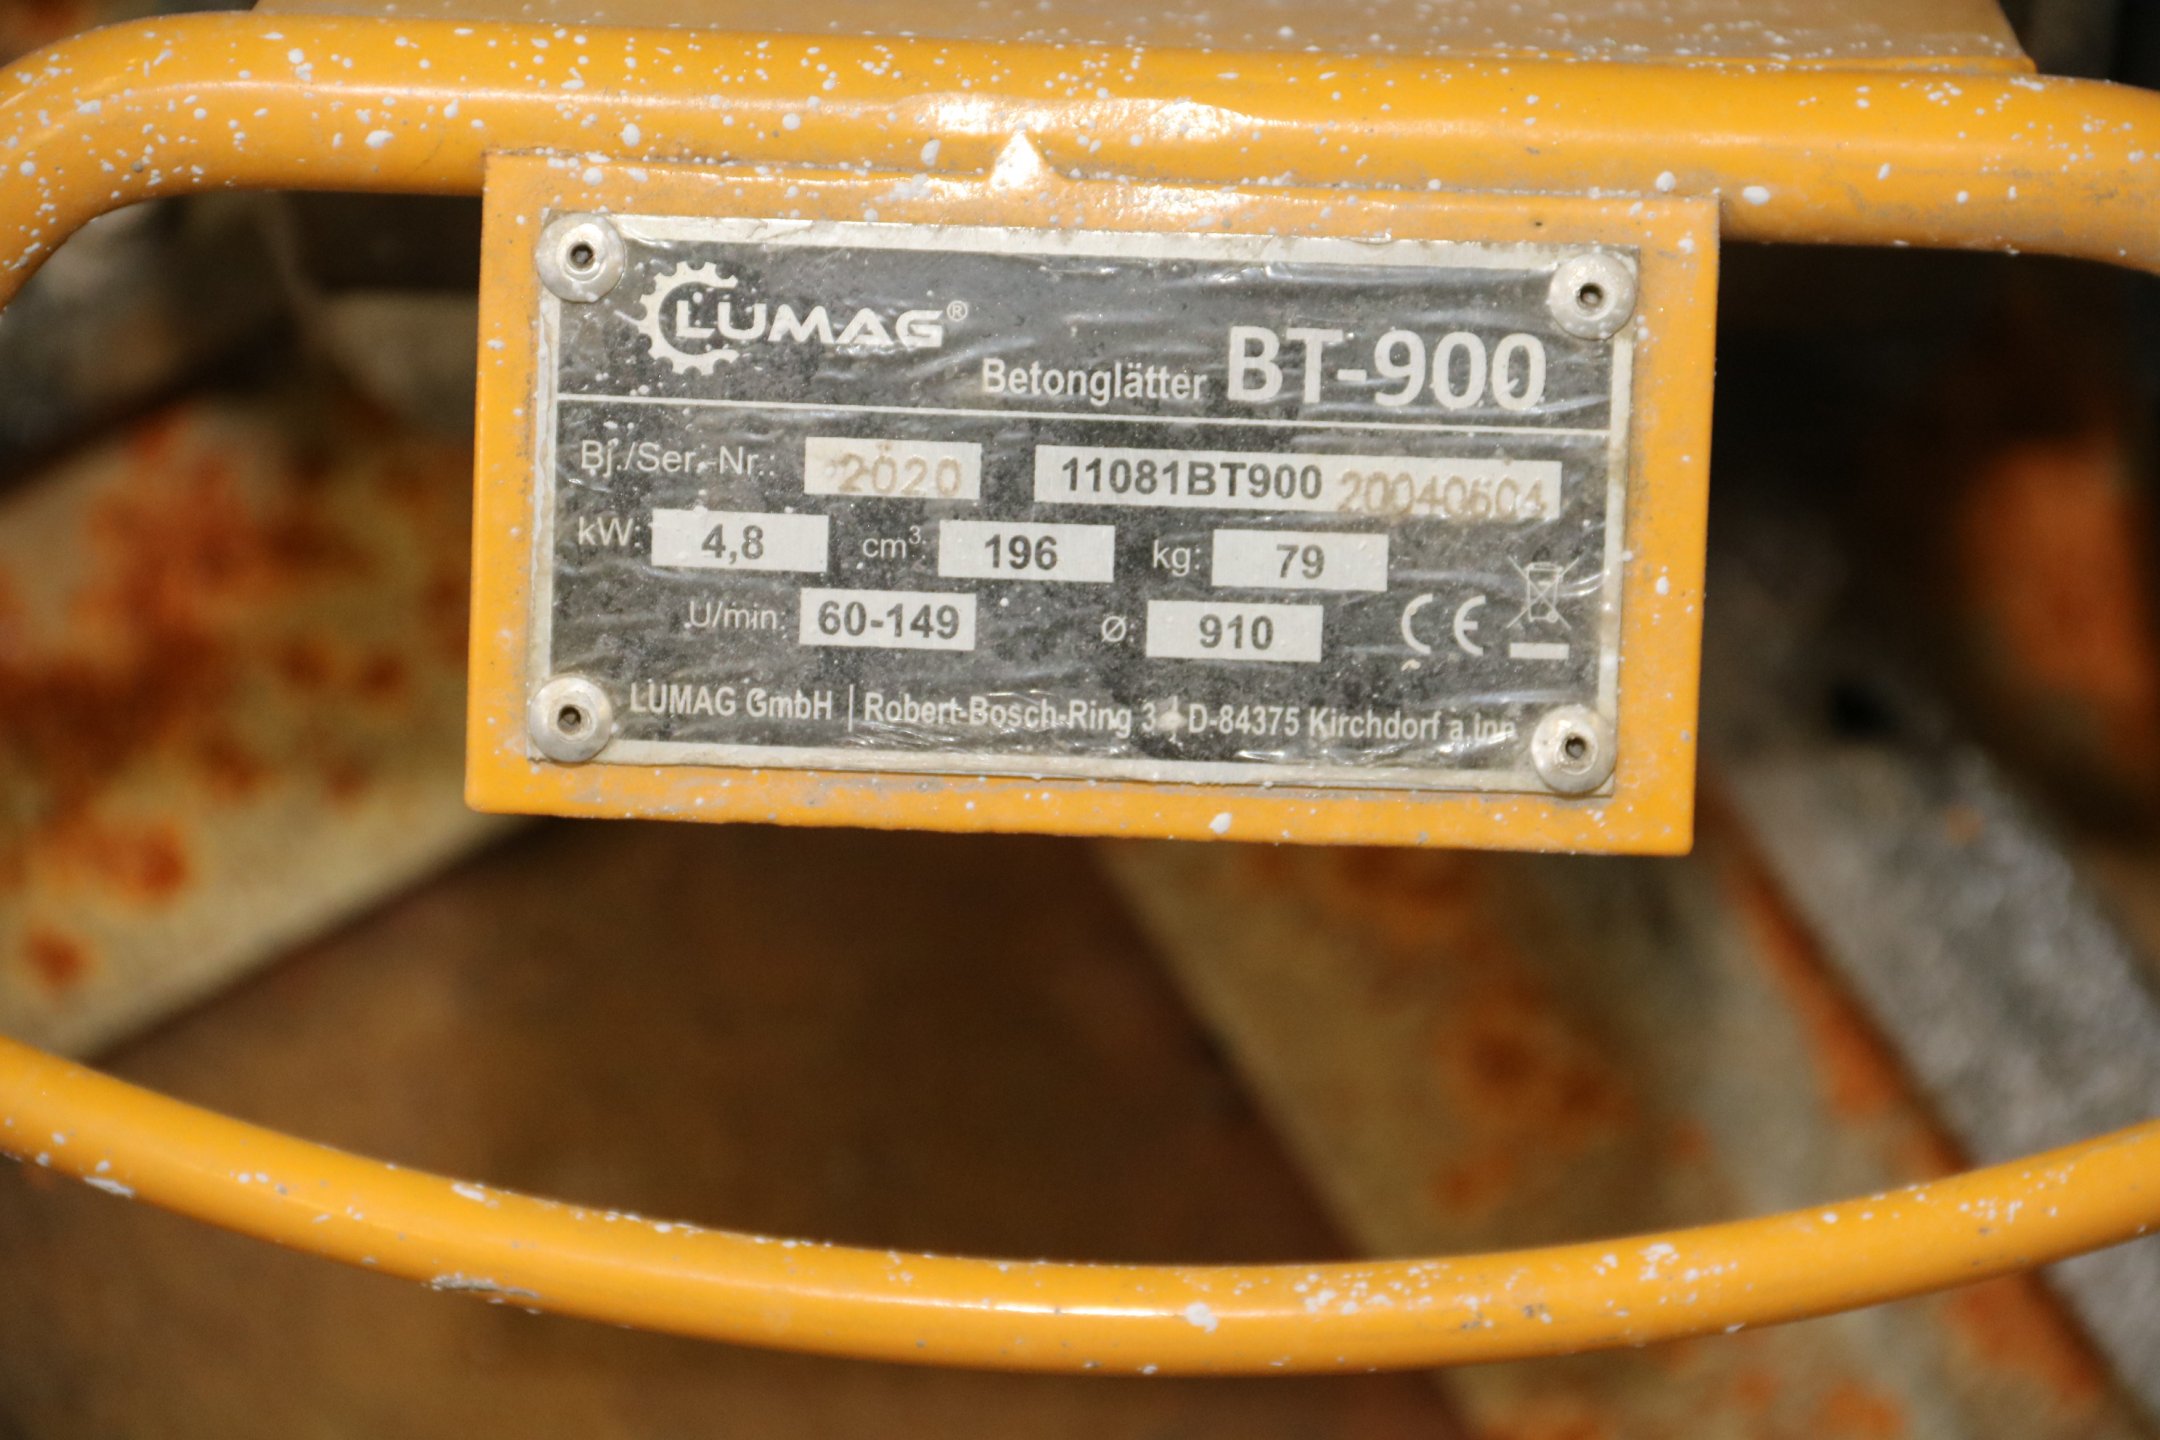 LUMAG®
Betonglätter BT-900
Bj./Ser.-Nr.: 2020 11081BT900 20040604
kW: 4,8 cm³: 196 kg: 79
U/min: 60-149 Ø: 910 CE
LUMAG GmbH | Robert-Bosch-Ring 3 | D-84375 Kirchdorf a.Inn